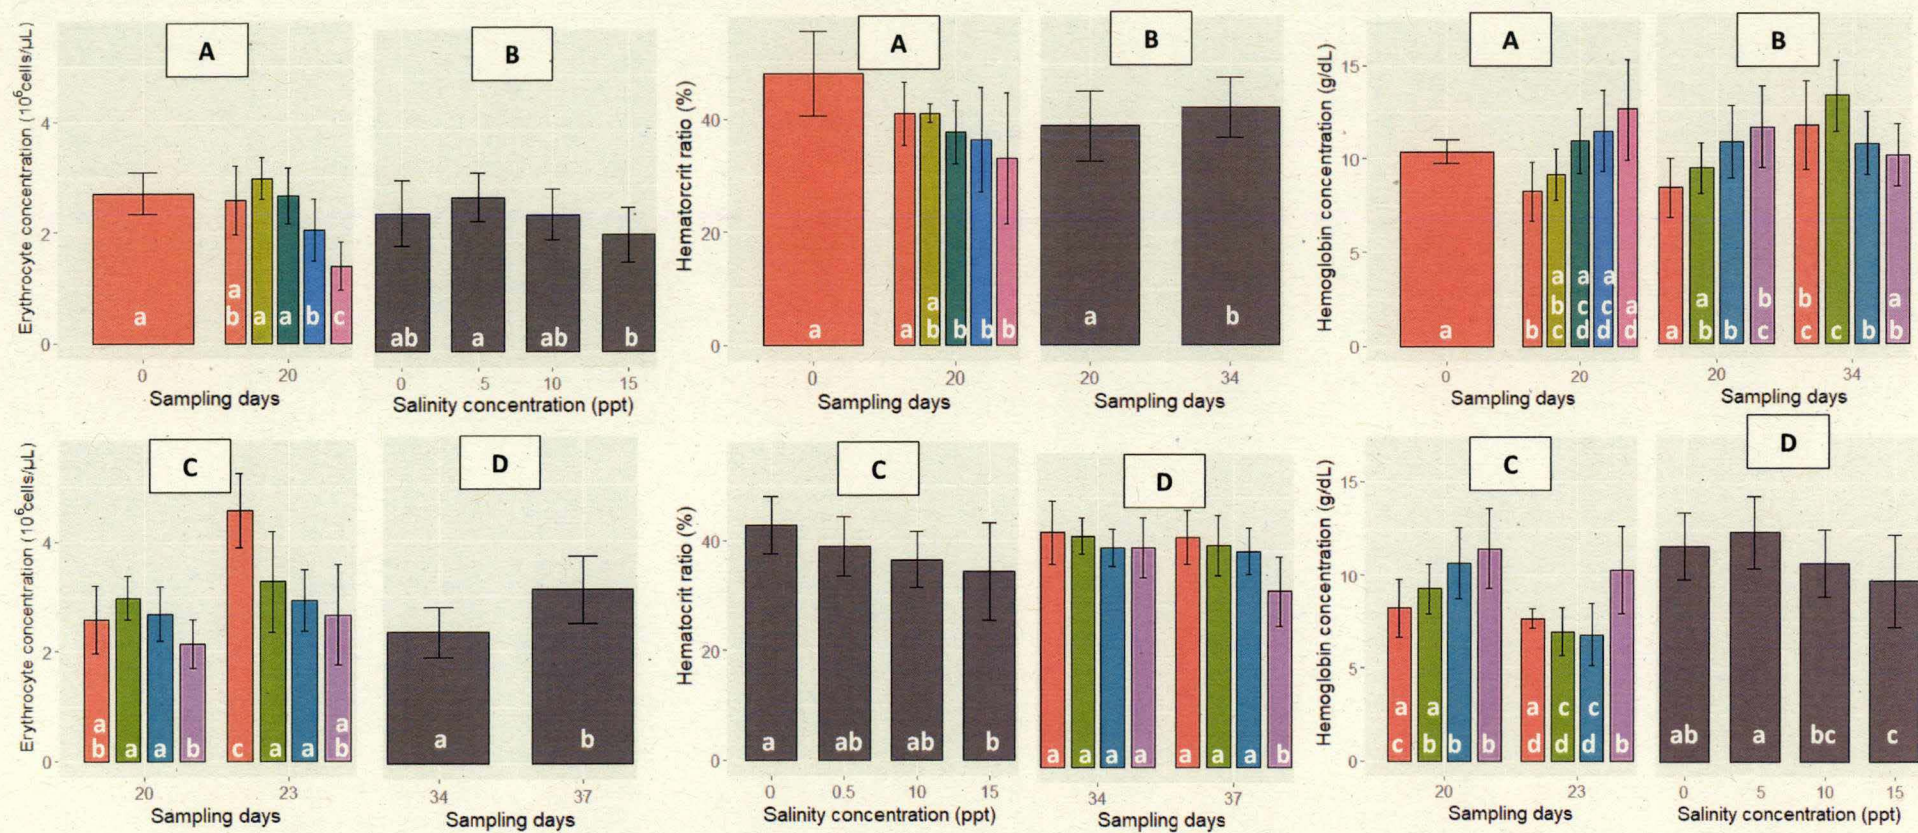 Erythrocyte concentration (10⁶cells/µL)
4
2
0
A
a
a
b
a
a
b
c
0
20
Sampling days
B
ab
a
ab
b
0
5
10
15
Salinity concentration (ppt)
Hematorcrit ratio (%)
40
20
0
A
a
a
a
b
b
b
b
0
20
Sampling days
B
a
b
20
34
Sampling days
Hemoglobin concentration (g/dL)
15
10
5
0
A
a
b
a
b
c
a
c
d
a
c
d
a
d
0
20
Sampling days
B
a
a
b
b
b
c
b
c
c
b
a
b
20
34
Sampling days
Erythrocyte concentration (10⁶cells/µL)
4
2
0
C
a
b
a
a
b
c
a
a
a
b
20
23
Sampling days
D
a
b
34
37
Sampling days
Hematocrit ratio (%)
40
20
0
C
a
ab
ab
b
0
0.5
10
15
Salinity concentration (ppt)
D
a
a
a
a
a
a
a
b
34
37
Sampling days
Hemoglobin concentration (g/dL)
15
10
5
0
C
a
c
a
b
b
b
a
d
c
d
c
d
b
20
23
Sampling days
D
ab
a
bc
c
0
5
10
15
Salinity concentration (ppt)